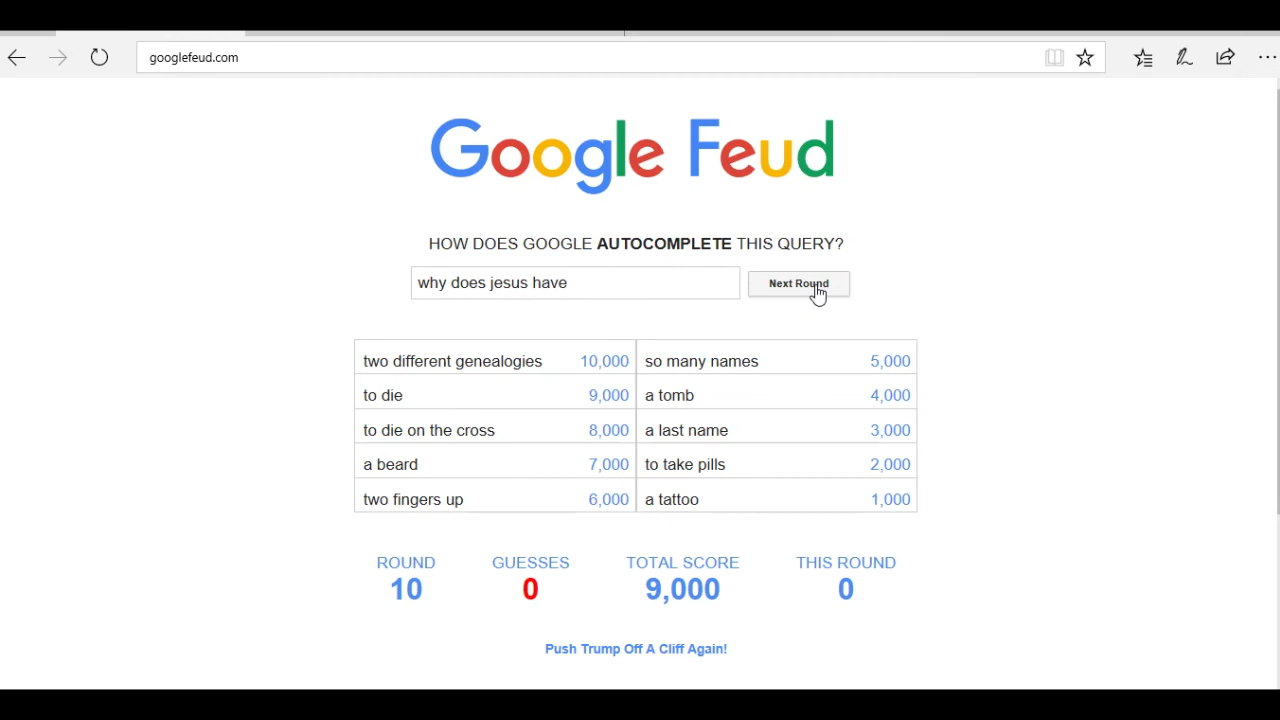 googlefeud.com
Google Feud
HOW DOES GOOGLE AUTOCOMPLETE THIS QUERY?
why does jesus have
Next Round
two different genealogies 10,000 so many names 5,000
to die 9,000 a tomb 4,000
to die on the cross 8,000 a last name 3,000
a beard 7,000 to take pills 2,000
two fingers up 6,000 a tattoo 1,000
ROUND GUESSES TOTAL SCORE THIS ROUND
10 0 9,000 0
Push Trump Off A Cliff Again!